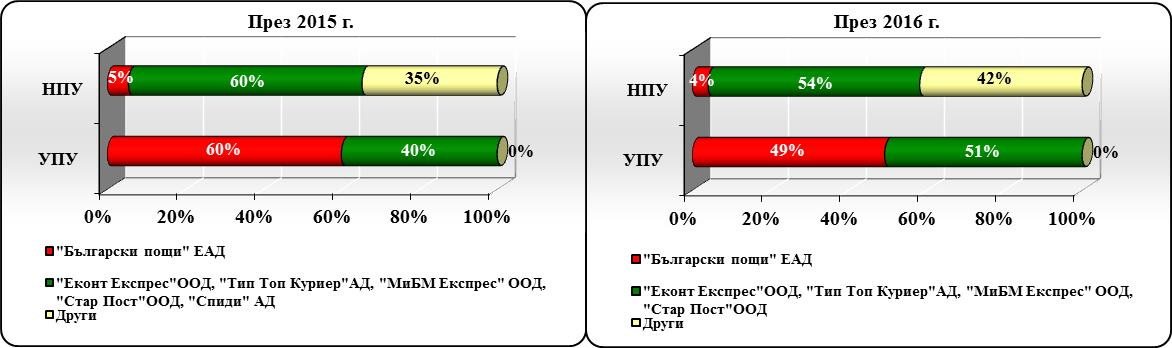 През 2015 г.
НПУ
5%
60%
35%
УПУ
60%
40%
0%
0%
20%
40%
60%
80%
100%
"Български пощи" ЕАД
"Еконт Експрес"ООД, "Тип Топ Куриер"АД, "МиБМ Експрес" ООД,
"Стар Пост"ООД, "Спиди" АД
Други
През 2016 г.
НПУ
4%
54%
42%
УПУ
49%
51%
0%
0%
20%
40%
60%
80%
100%
"Български пощи" ЕАД
"Еконт Експрес"ООД, "Тип Топ Куриер"АД, "МиБМ Експрес" ООД,
"Стар Пост"ООД
Други